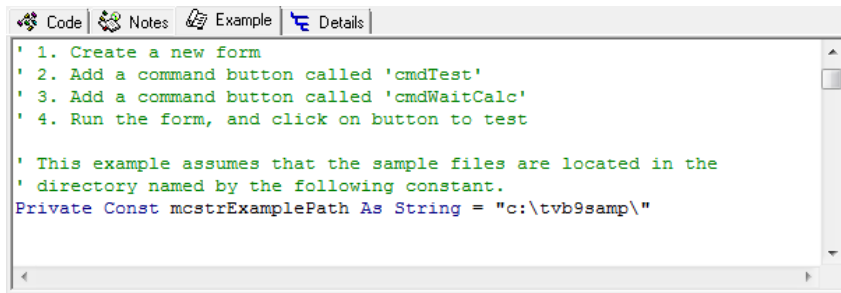 Code Notes Example Details
' 1. Create a new form
' 2. Add a command button called 'cmdTest'
' 3. Add a command button called 'cmdWaitCalc'
' 4. Run the form, and click on button to test
' This example assumes that the sample files are located in the
' directory named by the following constant.
Private Const mcstrExamplePath As String = "c:\tvb9samp\"